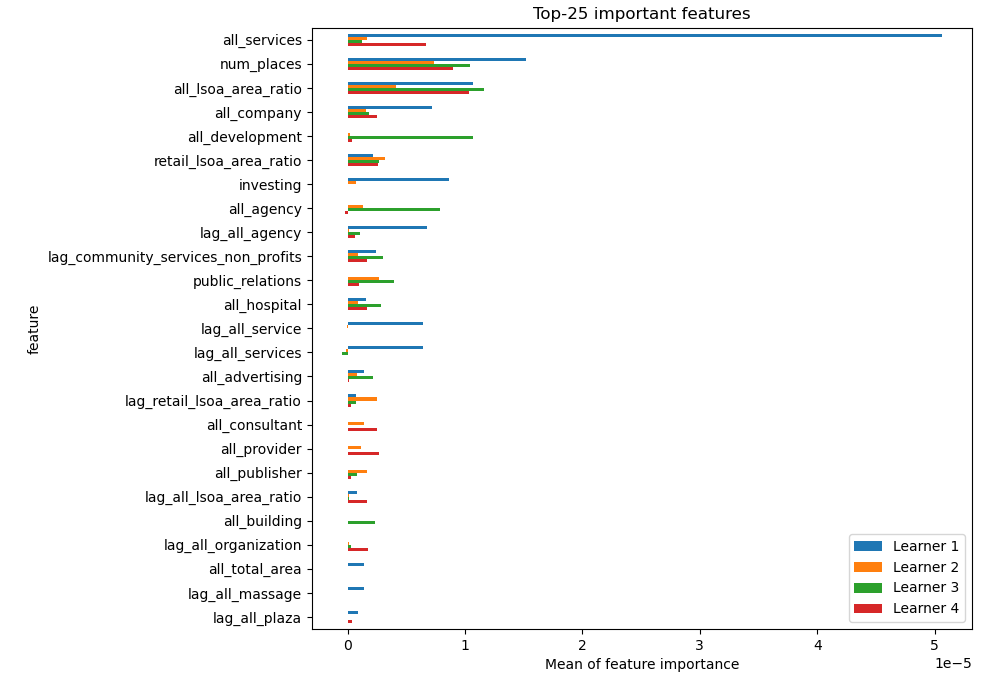 Top-25 important features
all_services
num_places
all_lsoa_area_ratio
all_company
all_development
retail_lsoa_area_ratio
investing
all_agency
lag_all_agency
lag_community_services_non_profits
public_relations
all_hospital
lag_all_service
lag_all_services
all_advertising
lag_retail_lsoa_area_ratio
all_consultant
all_provider
all_publisher
lag_all_lsoa_area_ratio
all_building
lag_all_organization
all_total_area
lag_all_massage
lag_all_plaza
feature
Learner 1
Learner 2
Learner 3
Learner 4
0 1 2 3 4 5
1e−5
Mean of feature importance